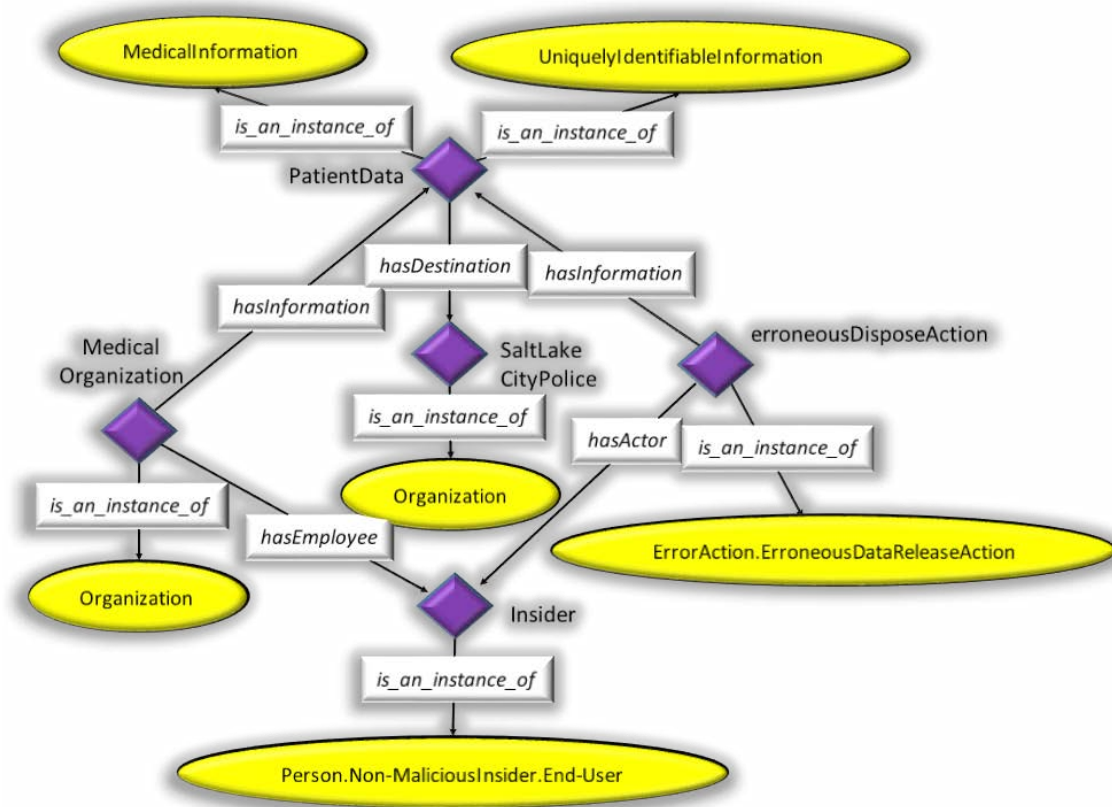 MedicalInformation
UniquelyIdentifiableInformation
is_an_instance_of
is_an_instance_of
PatientData
hasDestination
hasInformation
hasInformation
Medical
Organization
SaltLake
CityPolice
erroneousDisposeAction
is_an_instance_of
hasActor
is_an_instance_of
is_an_instance_of
Organization
hasEmployee
ErrorAction.ErroneousDataReleaseAction
Organization
Insider
is_an_instance_of
Person.Non-MaliciousInsider.End-User